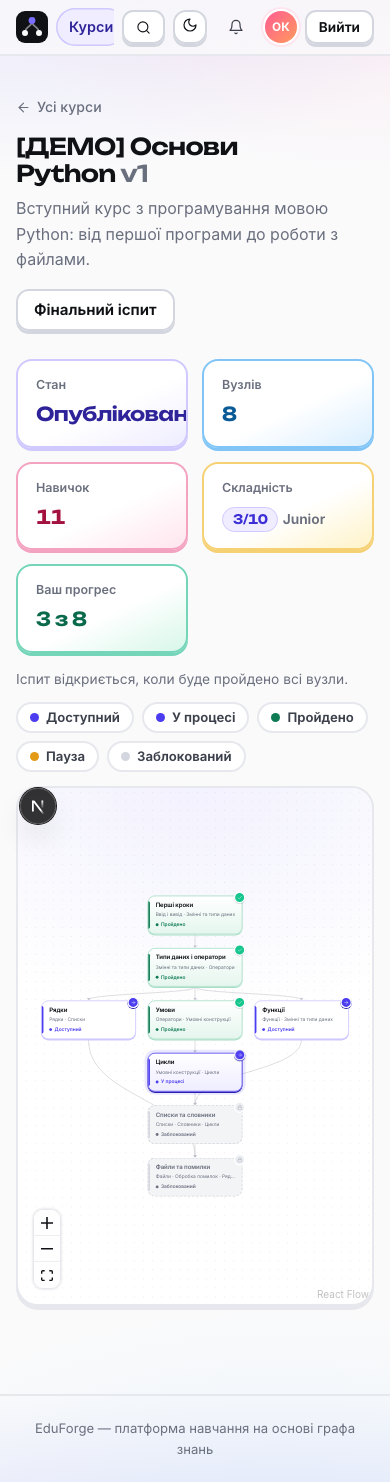 Курси
ОК
Вийти
← Усі курси
[ДЕМО] Основи
Python v1
Вступний курс з програмування мовою
Python: від першої програми до роботи з
файлами.
Фінальний іспит
Стан
Опублікован
Вузлів
8
Навичок
11
Складність
3/10 Junior
Ваш прогрес
3 з 8
Іспит відкриється, коли буде пройдено всі вузли.
Доступний
У процесі
Пройдено
Пауза
Заблокований
N
Перші кроки
Ввід і вивід · Змінні та типи даних
Пройдено
Типи даних і оператори
Змінні та типи даних · Оператори
Пройдено
Рядки
Рядки · Списки
Доступний
Умови
Оператори · Умовні конструкції
Пройдено
Функції
Функції · Змінні та типи даних
Доступний
Цикли
Умовні конструкції · Цикли
У процесі
Списки та словники
Списки · Словники · Цикли
Заблокований
Файли та помилки
Файли · Обробка помилок · Ряд...
Заблокований
React Flow
EduForge — платформа навчання на основі графа
знань